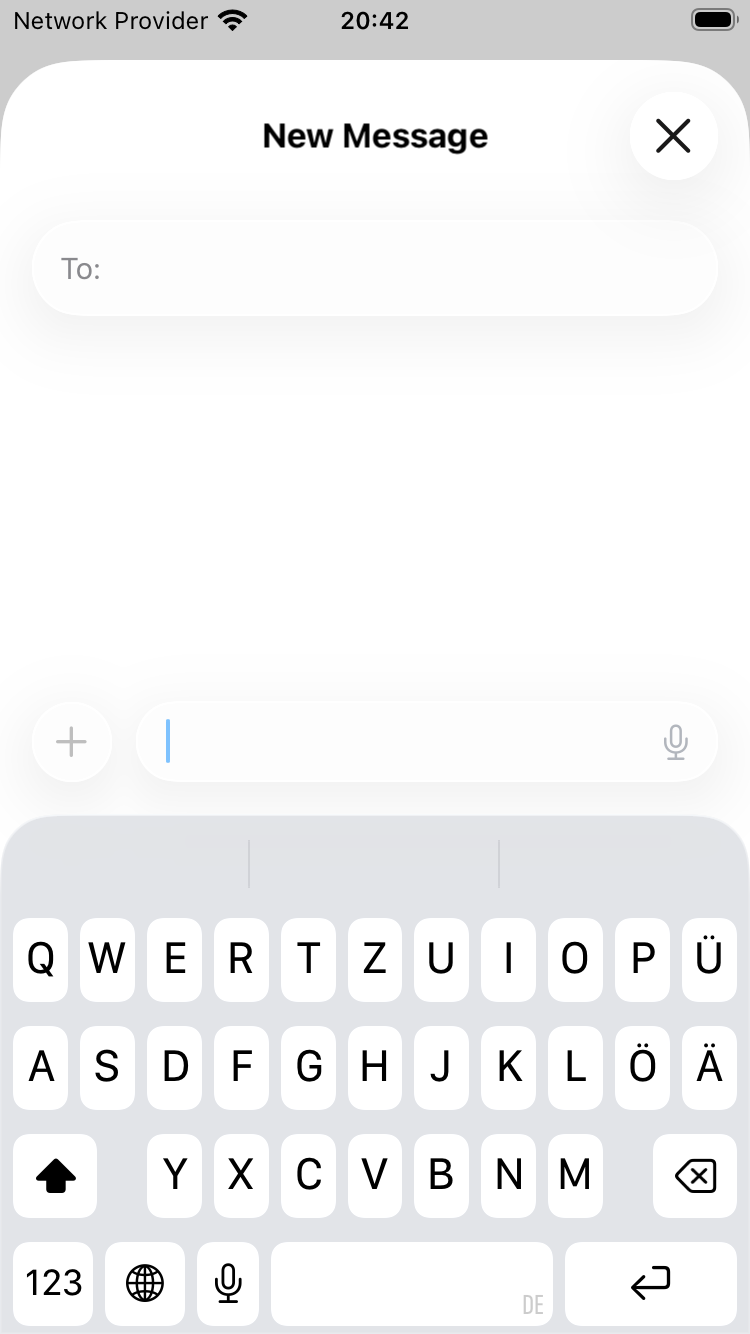 Network Provider 20:42
New Message
To:
Q W E R T Z U I O P Ü
A S D F G H J K L Ö Ä
Y X C V B N M
123 DE